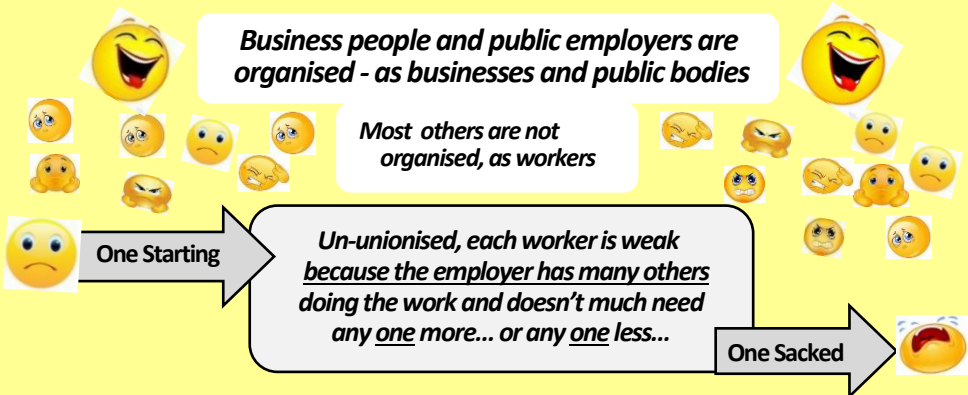 Business people and public employers are
organised - as businesses and public bodies
Most others are not
organised, as workers
One Starting
Un-unionised, each worker is weak
because the employer has many others
doing the work and doesn't much need
any one more... or any one less...
One Sacked